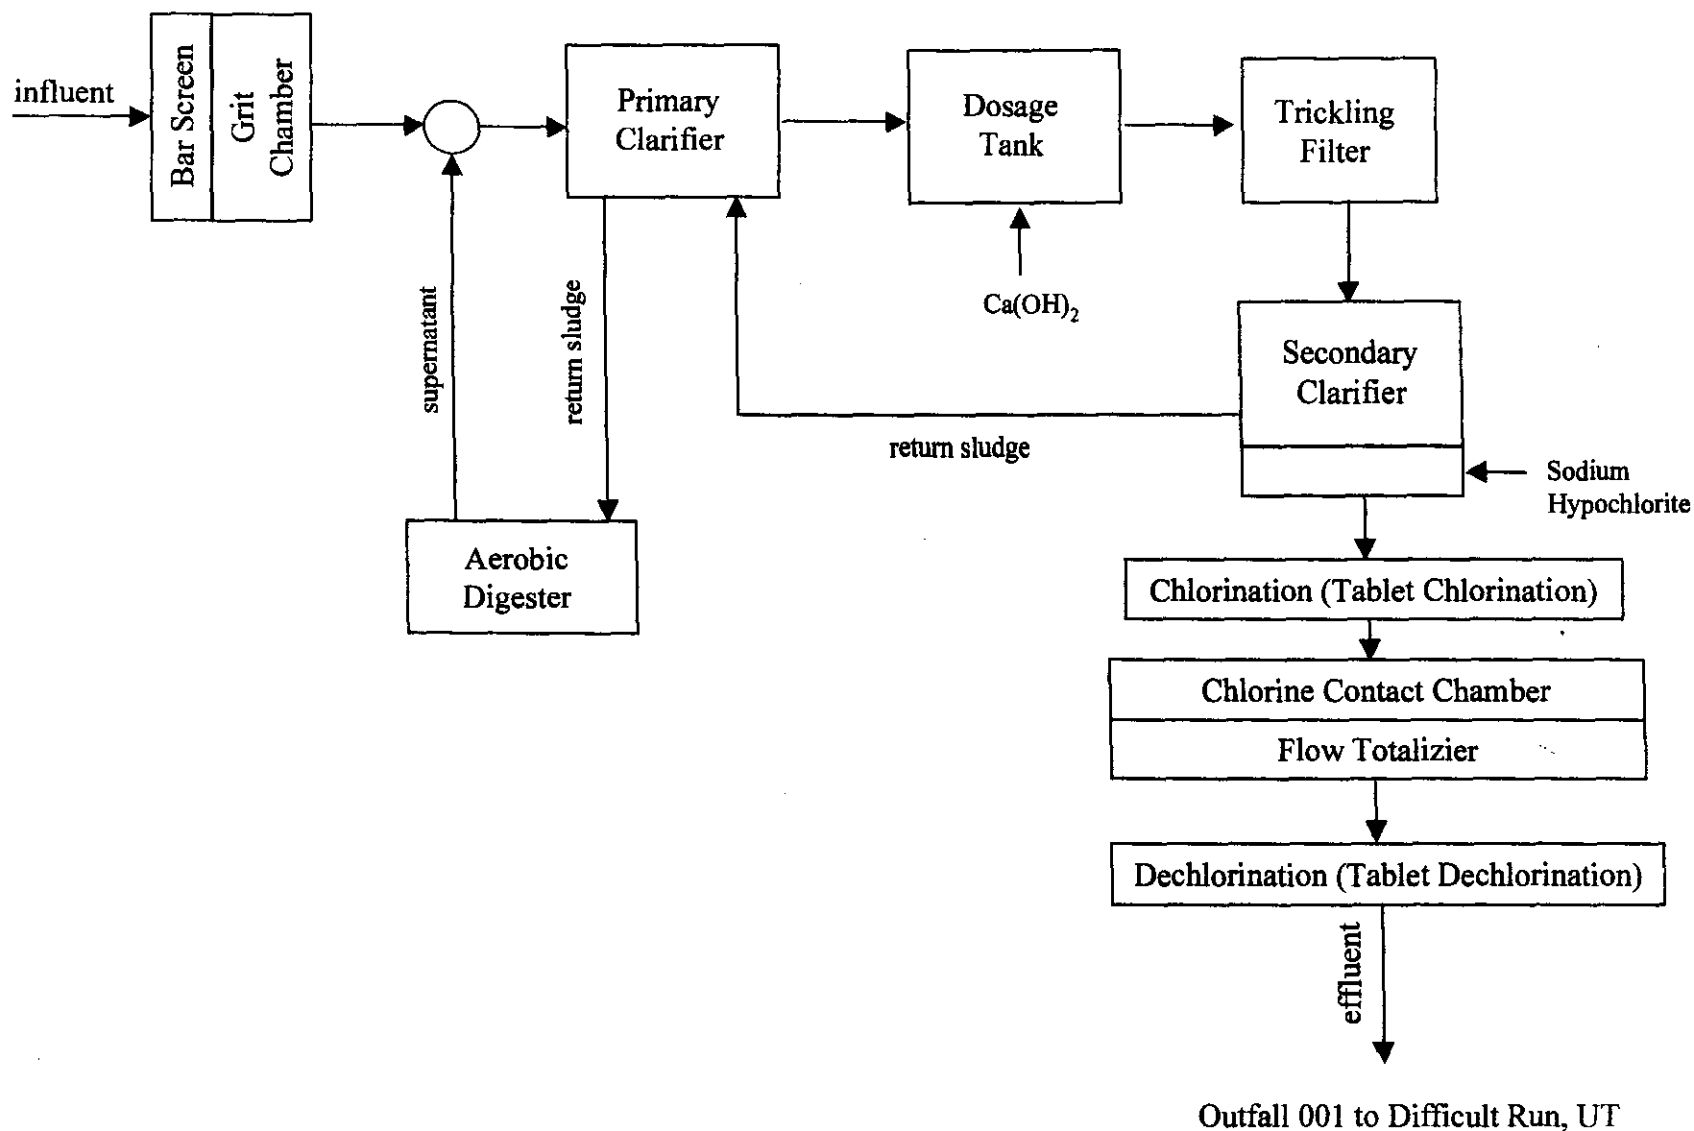 influent
Bar Screen
Grit
Chamber
Primary
Clarifier
Dosage
Tank
Trickling
Filter
supernatant
return sludge
Ca(OH)₂
Secondary
Clarifier
return sludge
Sodium
Hypochlorite
Aerobic
Digester
Chlorination (Tablet Chlorination)
Chlorine Contact Chamber
Flow Totalizier
Dechlorination (Tablet Dechlorination)
effluent
Outfall 001 to Difficult Run, UT